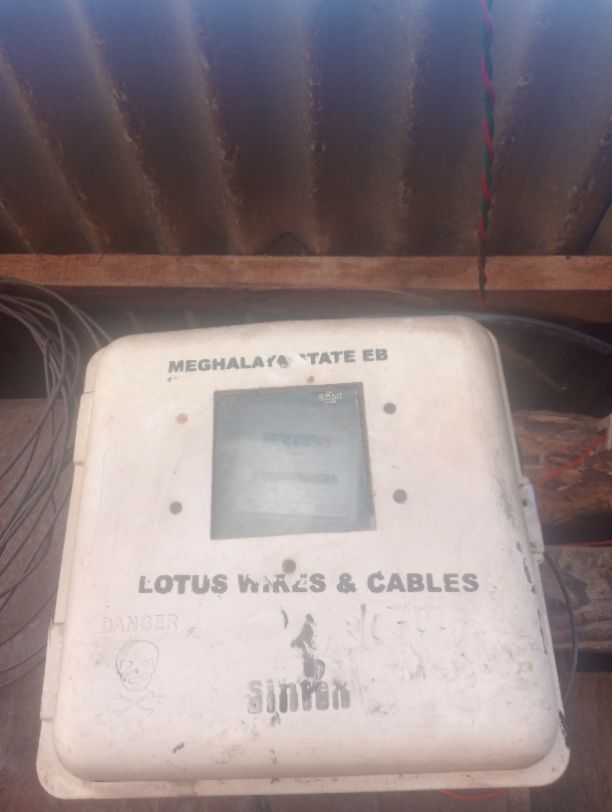 MEGHALAYA STATE EB
LOTUS WIRES & CABLES
DANGER
Sintex